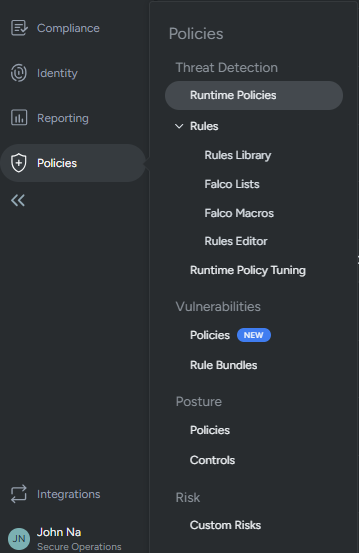 Compliance
Identity
Reporting
Policies
Integrations
JN
John Na
Secure Operations
Policies
Threat Detection
Runtime Policies
Rules
Rules Library
Falco Lists
Falco Macros
Rules Editor
Runtime Policy Tuning
Vulnerabilities
Policies NEW
Rule Bundles
Posture
Policies
Controls
Risk
Custom Risks